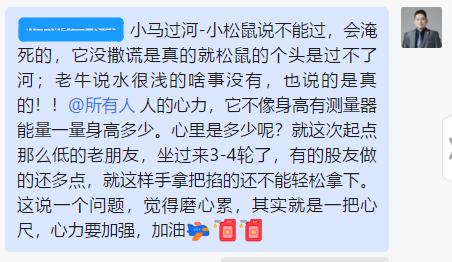 小马过河-小松鼠说不能过，会淹
死的，它没撒谎是真的就松鼠的个头是过不了
河；老牛说水很浅的啥事没有，也说的是真
的！！@所有人 人的心力，它不像身高有测量器
能量一量身高多少。心里是多少呢？就这次起点
那么低的老朋友，坐过来3-4轮了，有的股友做
的还多点，就这样手拿把掐的还不能轻松拿下。
这说一个问题，觉得磨心累，其实就是一把心
尺，心力要加强，加油